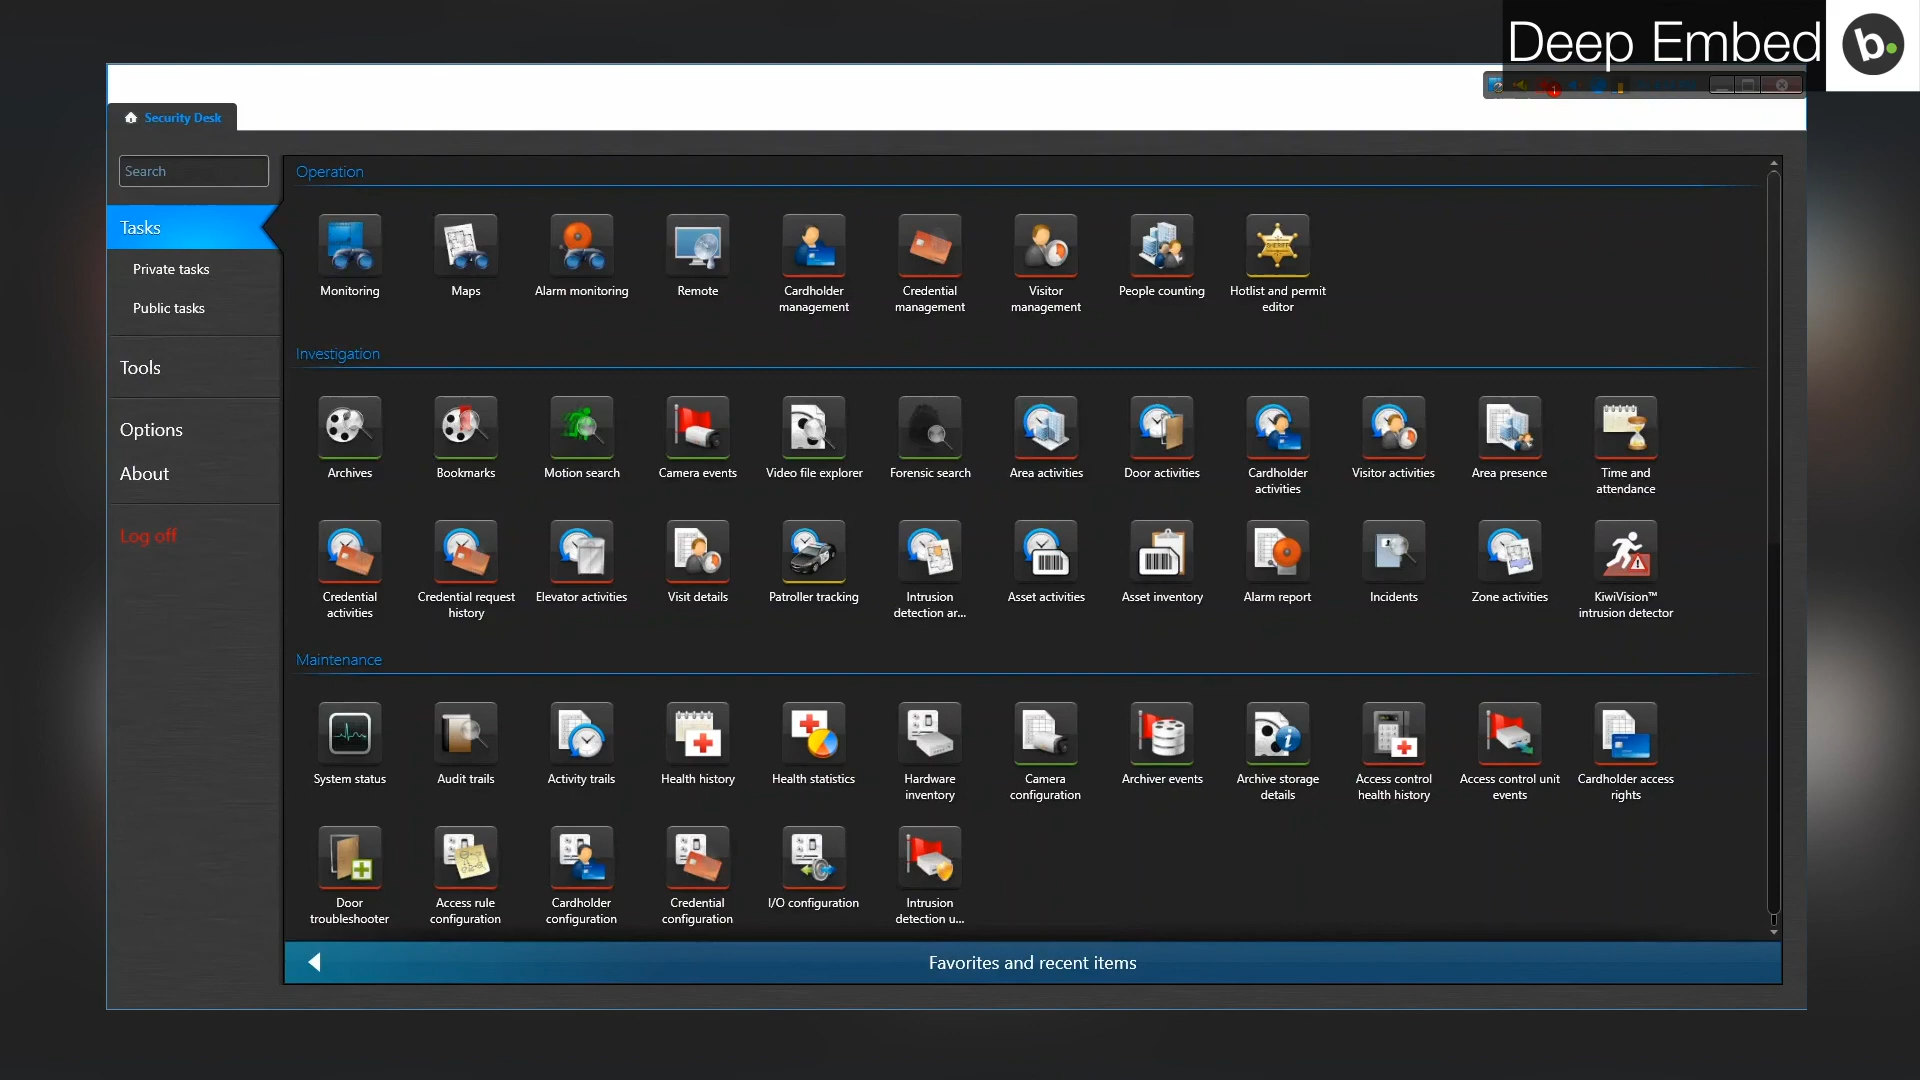 Deep Embed
b.
1
Security Desk
Search
Tasks
Private tasks
Public tasks
Tools
Options
About
Log off
Operation
Monitoring
Maps
Alarm monitoring
Remote
Cardholder
management
Credential
management
Visitor
management
People counting
SHERIFF
Hotlist and permit
editor
Investigation
Archives
Bookmarks
Motion search
Camera events
Video file explorer
Forensic search
Area activities
Door activities
Cardholder
activities
Visitor activities
Area presence
Time and
attendance
Credential
activities
Credential request
history
Elevator activities
Visit details
Patroller tracking
Intrusion
detection ar...
Asset activities
Asset inventory
Alarm report
Incidents
Zone activities
KiwiVision™
intrusion detector
Maintenance
System status
Audit trails
Activity trails
Health history
Health statistics
Hardware
inventory
Camera
configuration
Archiver events
i
Archive storage
details
Access control
health history
Access control unit
events
Cardholder access
rights
Door
troubleshooter
Access rule
configuration
Cardholder
configuration
Credential
configuration
I/O configuration
Intrusion
detection u...
Favorites and recent items